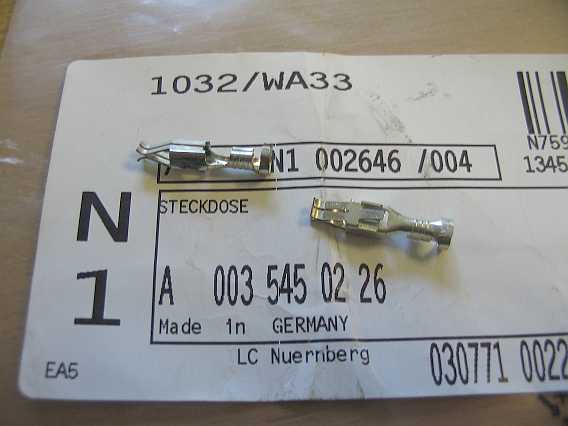 1032/WA33
N759
1345
N1 002646 /004
N
1
STECKDOSE
A 003 545 02 26
Made in GERMANY
LC Nuernberg
EA5
030771 0022